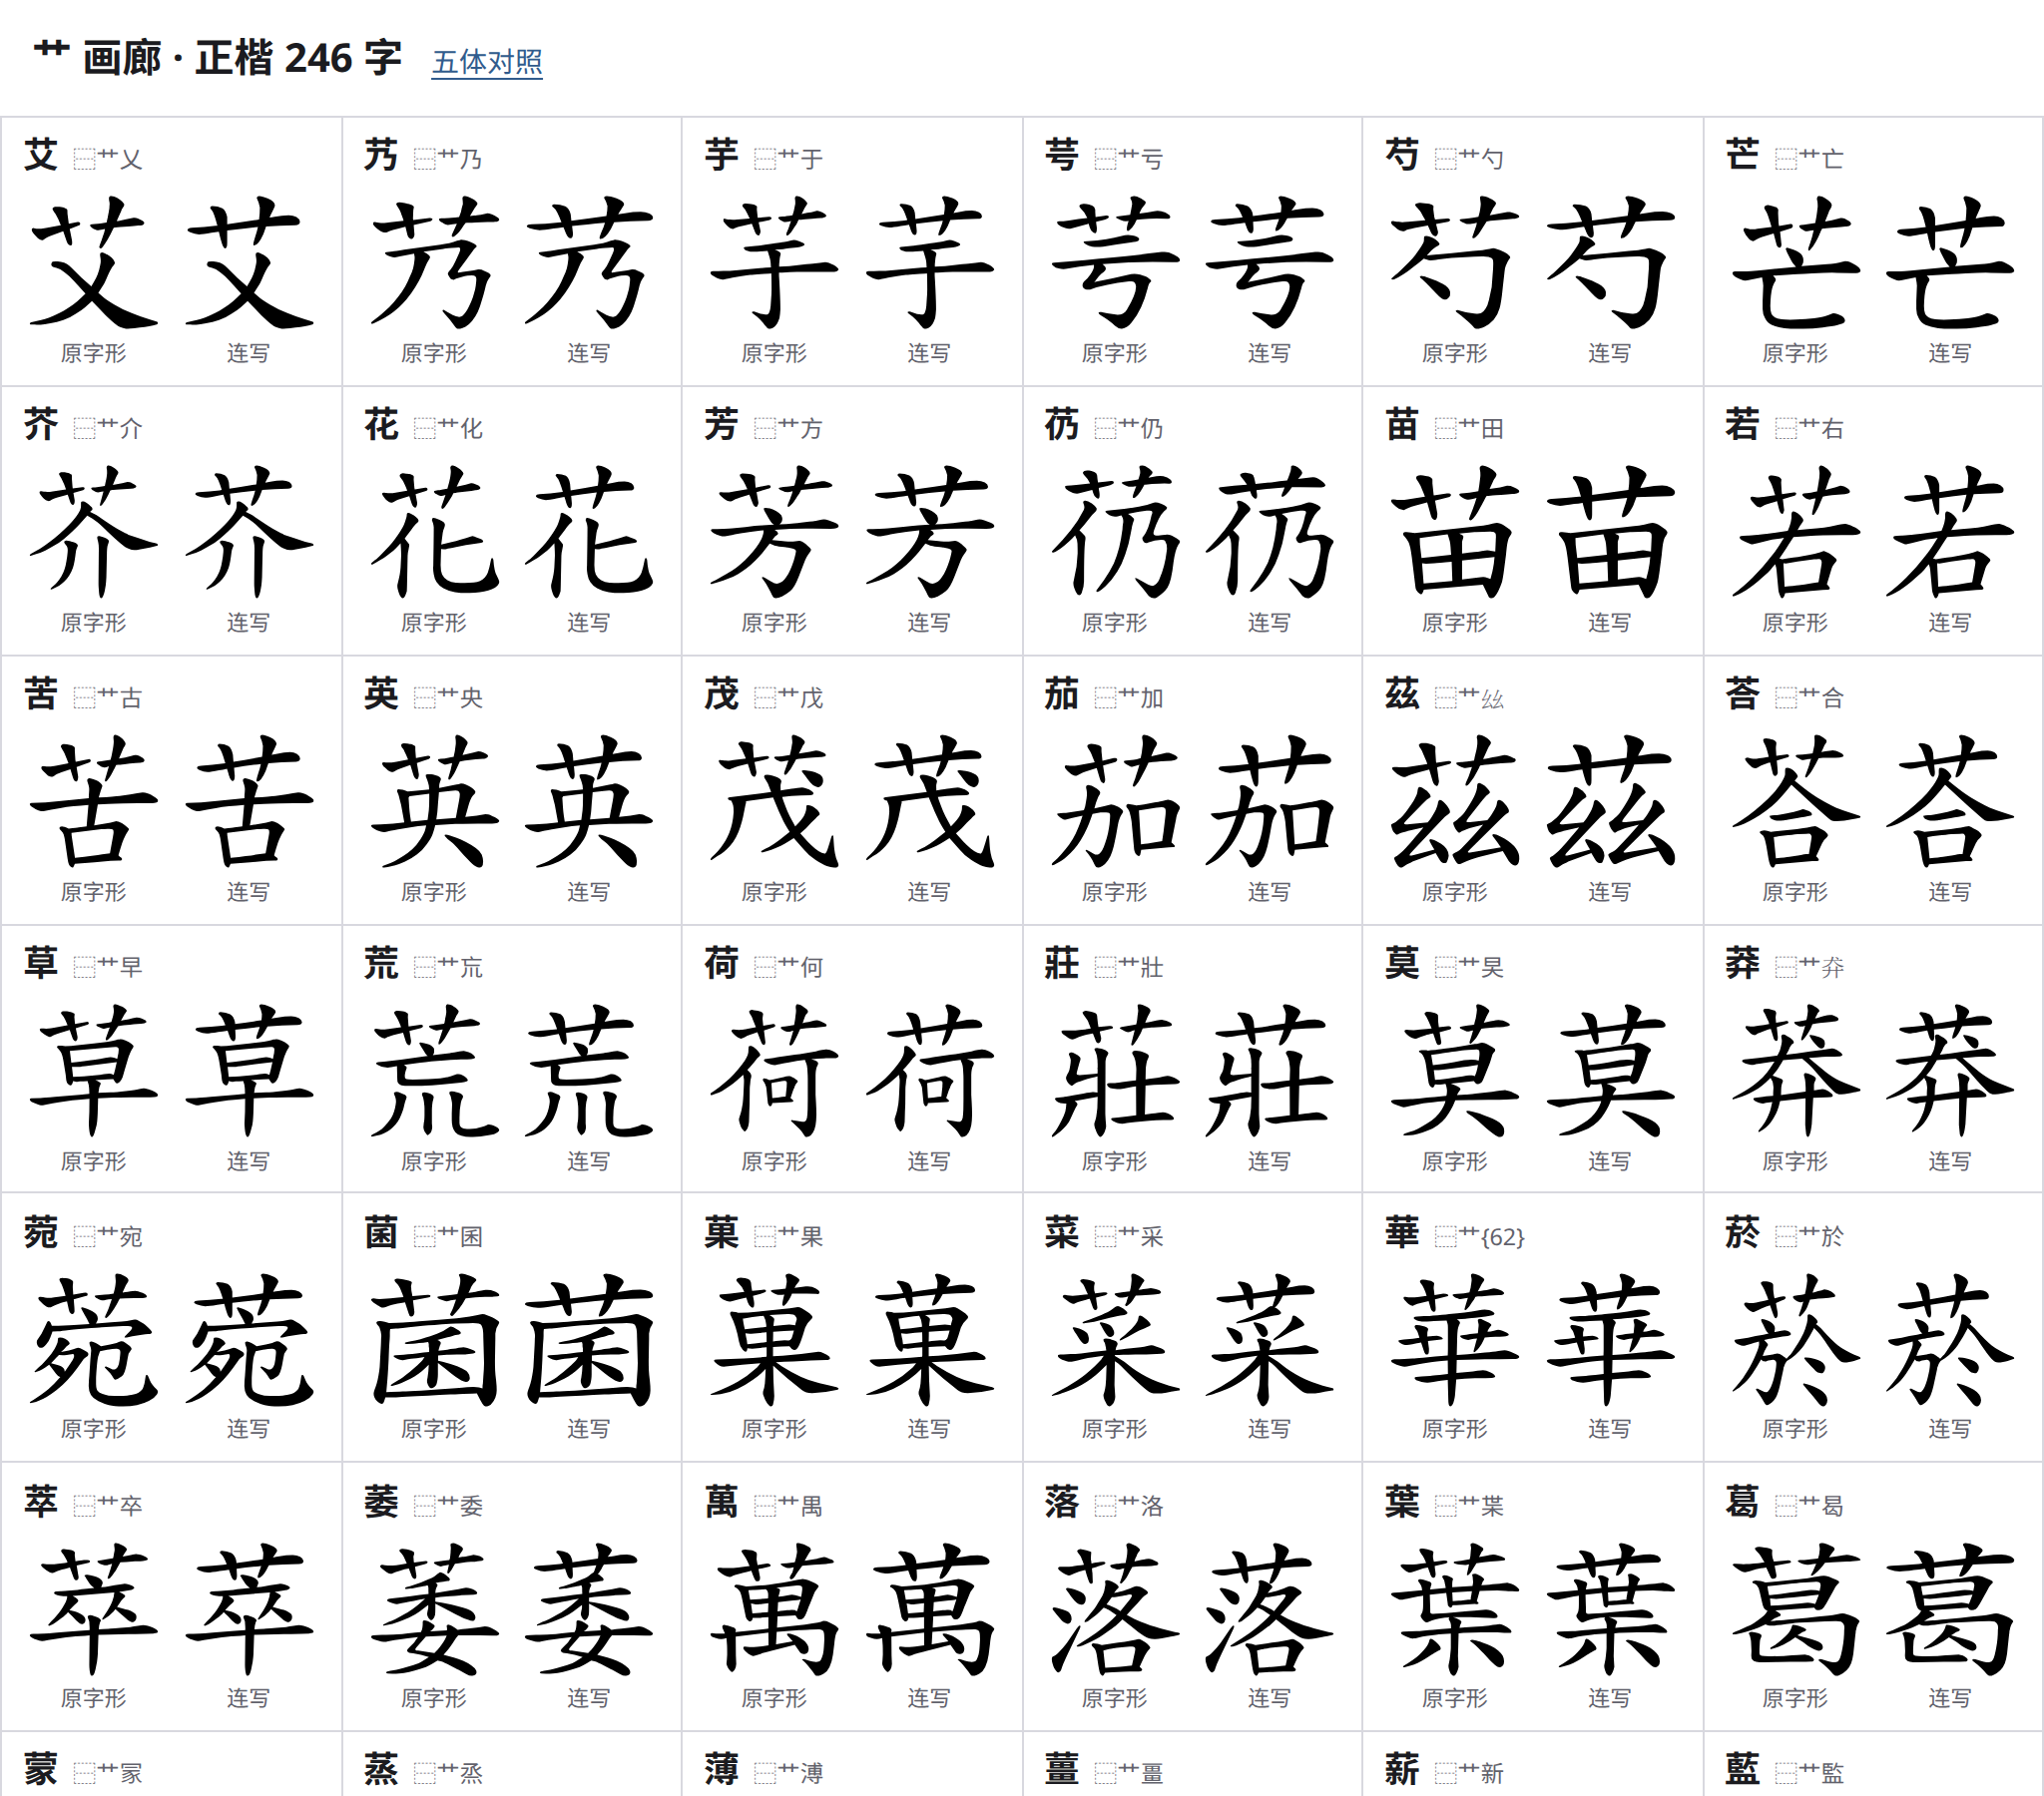 艹 画廊 · 正楷 246 字 五体对照
艾 ⿱艹乂 艿 ⿱艹乃 芋 ⿱艹于 芌 ⿱艹亏 芍 ⿱艹勺 芒 ⿱艹亡
艾 艾 艿 艿 芋 芋 芌 芌 芍 芍 芒 芒
原字形 连写 原字形 连写 原字形 连写 原字形 连写 原字形 连写 原字形 连写
芥 ⿱艹介 花 ⿱艹化 芳 ⿱艹方 芿 ⿱艹仍 苗 ⿱艹田 若 ⿱艹右
芥 芥 花 花 芳 芳 芿 芿 苗 苗 若 若
原字形 连写 原字形 连写 原字形 连写 原字形 连写 原字形 连写 原字形 连写
苦 ⿱艹古 英 ⿱艹央 茂 ⿱艹戊 茄 ⿱艹加 茲 ⿱艹𢆶 荅 ⿱艹合
苦 苦 英 英 茂 茂 茄 茄 茲 茲 荅 荅
原字形 连写 原字形 连写 原字形 连写 原字形 连写 原字形 连写 原字形 连写
草 ⿱艹早 荒 ⿱艹巟 荷 ⿱艹何 莊 ⿱艹壯 莫 ⿱艹旲 莽 ⿱艹
草 草 荒 荒 荷 荷 莊 莊 莫 莫 莽 莽
原字形 连写 原字形 连写 原字形 连写 原字形 连写 原字形 连写 原字形 连写
菀 ⿱艹宛 菌 ⿱艹囷 菓 ⿱艹果 菜 ⿱艹采 華 ⿱艹{62} 菸 ⿱艹於
菀 菀 菌 菌 菓 菓 菜 菜 華 華 菸 菸
原字形 连写 原字形 连写 原字形 连写 原字形 连写 原字形 连写 原字形 连写
萃 ⿱艹卒 萎 ⿱艹委 萬 ⿱艹禺 落 ⿱艹洛 葉 ⿱艹枼 葛 ⿱艹曷
萃 萃 萎 萎 萬 萬 落 落 葉 葉 葛 葛
原字形 连写 原字形 连写 原字形 连写 原字形 连写 原字形 连写 原字形 连写
蒙 ⿱艹冡 蒸 ⿱艹烝 薄 ⿱艹溥 薑 ⿱艹畺 薪 ⿱艹新 藍 ⿱艹監